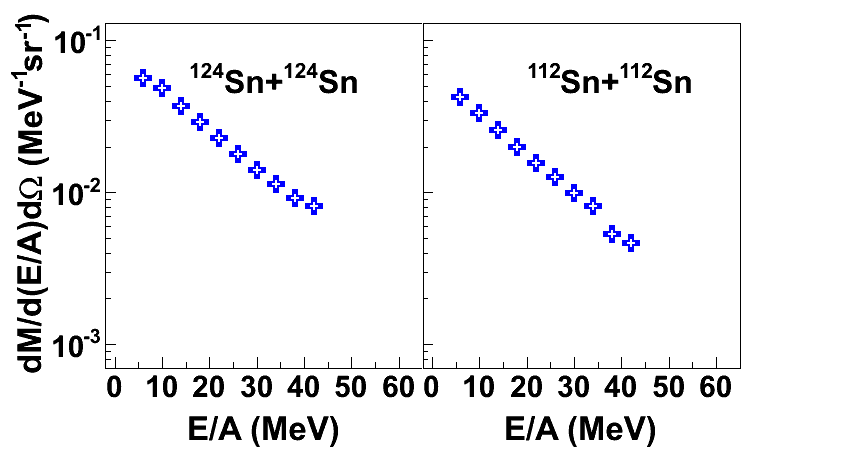 dM/d(E/A)dΩ (MeV⁻¹sr⁻¹)
10⁻¹
10⁻²
10⁻³
¹²⁴Sn+¹²⁴Sn
¹¹²Sn+¹¹²Sn
0 10 20 30 40 50 60
0 10 20 30 40 50 60
E/A (MeV)
E/A (MeV)